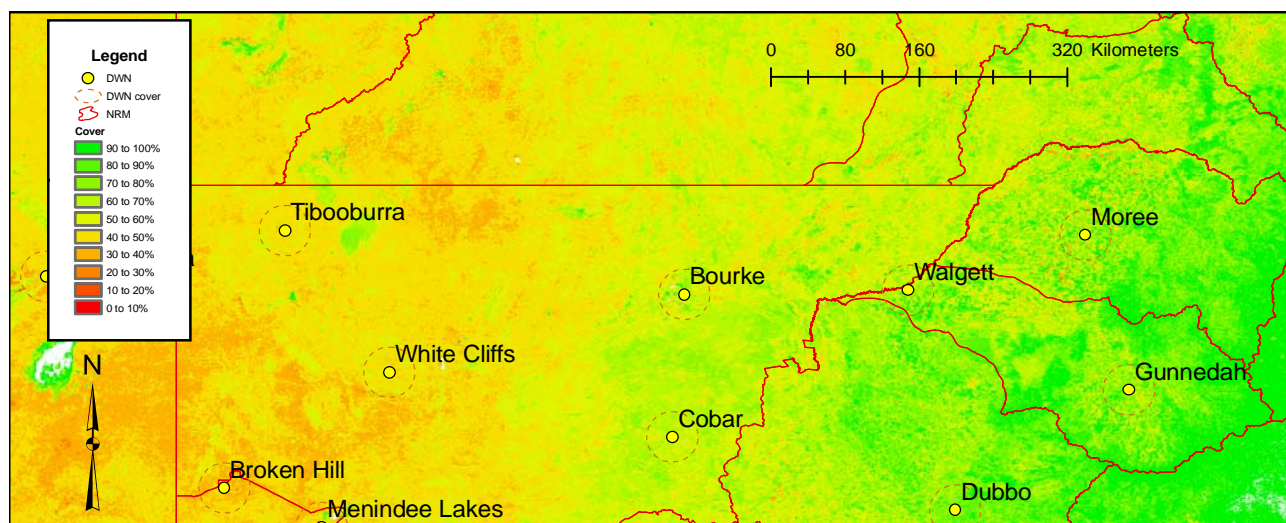 Legend
DWN
DWN cover
NRM
Cover
90 to 100%
80 to 90%
70 to 80%
60 to 70%
50 to 60%
40 to 50%
30 to 40%
20 to 30%
10 to 20%
0 to 10%
0 80 160 320 Kilometers
Tibooburra
Moree
Bourke
Walgett
White Cliffs
Gunnedah
Cobar
Broken Hill
Menindee Lakes
Dubbo
N